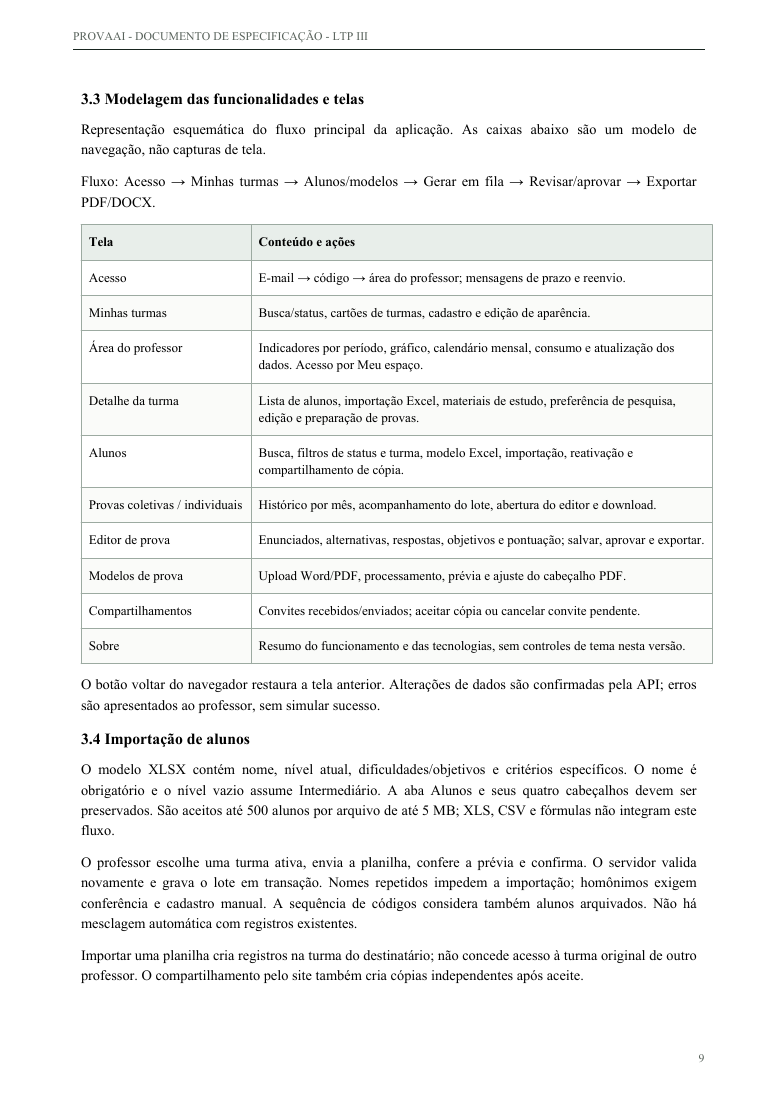 PROVAAI - DOCUMENTO DE ESPECIFICAÇÃO - LTP III
3.3 Modelagem das funcionalidades e telas
Representação esquemática do fluxo principal da aplicação. As caixas abaixo são um modelo de
navegação, não capturas de tela.
Fluxo: Acesso → Minhas turmas → Alunos/modelos → Gerar em fila → Revisar/aprovar → Exportar
PDF/DOCX.
Tela Conteúdo e ações
Acesso E-mail → código → área do professor; mensagens de prazo e reenvio.
Minhas turmas Busca/status, cartões de turmas, cadastro e edição de aparência.
Área do professor Indicadores por período, gráfico, calendário mensal, consumo e atualização dos
dados. Acesso por Meu espaço.
Detalhe da turma Lista de alunos, importação Excel, materiais de estudo, preferência de pesquisa,
edição e preparação de provas.
Alunos Busca, filtros de status e turma, modelo Excel, importação, reativação e
compartilhamento de cópia.
Provas coletivas / individuais Histórico por mês, acompanhamento do lote, abertura do editor e download.
Editor de prova Enunciados, alternativas, respostas, objetivos e pontuação; salvar, aprovar e exportar.
Modelos de prova Upload Word/PDF, processamento, prévia e ajuste do cabeçalho PDF.
Compartilhamentos Convites recebidos/enviados; aceitar cópia ou cancelar convite pendente.
Sobre Resumo do funcionamento e das tecnologias, sem controles de tema nesta versão.
O botão voltar do navegador restaura a tela anterior. Alterações de dados são confirmadas pela API; erros
são apresentados ao professor, sem simular sucesso.
3.4 Importação de alunos
O modelo XLSX contém nome, nível atual, dificuldades/objetivos e critérios específicos. O nome é
obrigatório e o nível vazio assume Intermediário. A aba Alunos e seus quatro cabeçalhos devem ser
preservados. São aceitos até 500 alunos por arquivo de até 5 MB; XLS, CSV e fórmulas não integram este
fluxo.
O professor escolhe uma turma ativa, envia a planilha, confere a prévia e confirma. O servidor valida
novamente e grava o lote em transação. Nomes repetidos impedem a importação; homônimos exigem
conferência e cadastro manual. A sequência de códigos considera também alunos arquivados. Não há
mesclagem automática com registros existentes.
Importar uma planilha cria registros na turma do destinatário; não concede acesso à turma original de outro
professor. O compartilhamento pelo site também cria cópias independentes após aceite.
9